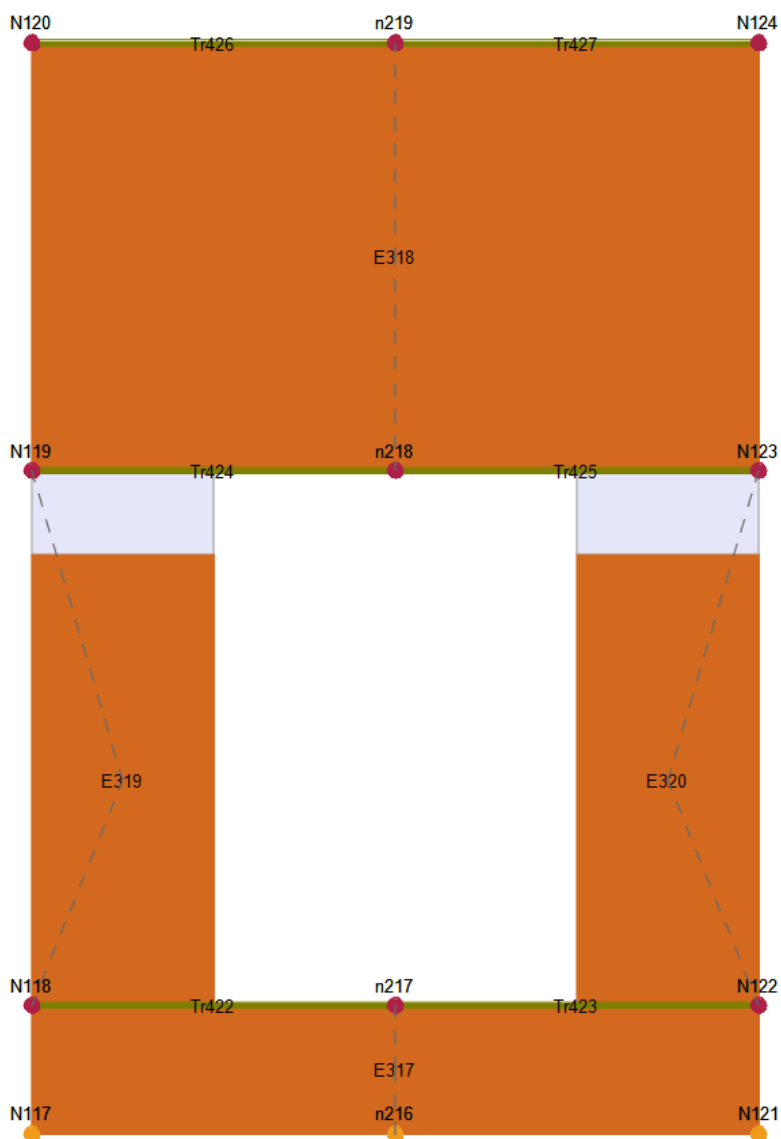 N120 n219 N124
Tr426 Tr427
E318
N119 n218 N123
Tr424 Tr425
E319 E320
N118 n217 N122
Tr422 Tr423
E317
N117 n216 N121